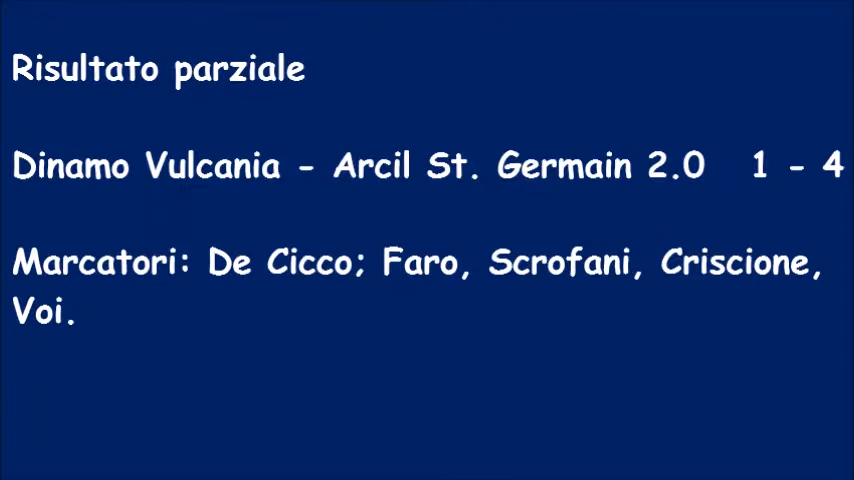 Risultato parziale
Dinamo Vulcania - Arcil St. Germain 2.0 1 - 4
Marcatori: De Cicco; Faro, Scrofani, Criscione,
Voi.